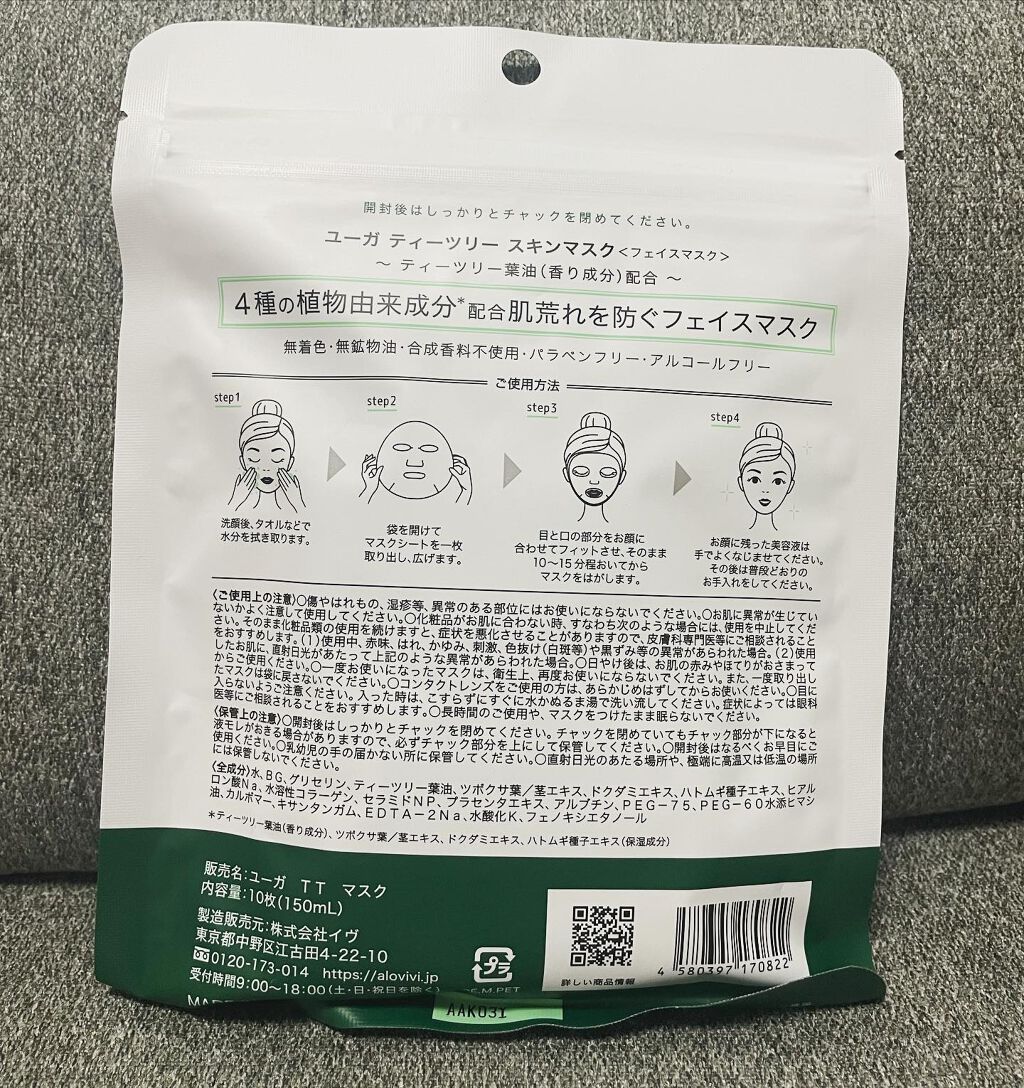 開封後はしっかりとチャックを閉めてください。
ユーガ ティーツリー スキンマスク<フェイスマスク>
～ ティーツリー葉油(香り成分)配合 ～
4種の植物由来成分*配合肌荒れを防ぐフェイスマスク
無着色・無鉱物油・合成香料不使用・パラベンフリー・アルコールフリー
ご使用方法
step1
洗顔後、タオルなどで
水分を拭き取ります。
step2
袋を開けて
マスクシートを一枚
取り出し、広げます。
step3
目と口の部分をお顔に
合わせてフィットさせ、そのまま
10～15分程おいてから
マスクをはがします。
step4
お顔に残った美容液は
手でよくなじませてください。
その後は普段どおりの
お手入れをしてください。
〈ご使用上の注意〉○傷やはれもの、湿疹等、異常のある部位にはお使いにならないでください。○お肌に異常が生じてい
ないかよく注意して使用してください。○化粧品がお肌に合わない時、すなわち次のような場合には、使用を中止してくだ
さい。そのまま化粧品類の使用を続けますと、症状を悪化させることがありますので、皮膚科専門医等にご相談されること
をおすすめします。(1)使用中、赤味、はれ、かゆみ、刺激、色抜け(白斑等)や黒ずみ等の異常があらわれた場合。(2)使用
したお肌に、直射日光があたって上記のような異常があらわれた場合。○日やけ後は、お肌の赤みやほてりがおさまって
からご使用ください。○一度お使いになったマスクは、衛生上、再度お使いにならないでください。また、一度取り出し
たマスクは袋に戻さないでください。○コンタクトレンズをご使用の方は、あらかじめはずしてからお使いください。○目に
入らないようご注意ください。入った時は、こすらずにすぐに水かぬるま湯で洗い流してください。症状によっては眼科
医等にご相談されることをおすすめします。○長時間のご使用や、マスクをつけたまま眠らないでください。
〈保管上の注意〉○開封後はしっかりとチャックを閉めてください。チャックを閉めていてもチャック部分が下になると
液モレがおきる場合がありますので、必ずチャック部分を上にして保管してください。○開封後はなるべくお早目にご
使用ください。○乳幼児の手の届かない所に保管してください。○直射日光のあたる場所や、極端に高温又は低温の場所
には保管しないでください。
〈全成分〉水、BG、グリセリン、ティーツリー葉油、ツボクサ葉／茎エキス、ドクダミエキス、ハトムギ種子エキス、ヒアル
ロン酸Na、水溶性コラーゲン、セラミドNP、プラセンタエキス、アルブチン、PEG－75、PEG－60水添ヒマシ
油、カルボマー、キサンタンガム、EDTA－2Na、水酸化K、フェノキシエタノール
*ティーツリー葉油(香り成分)、ツボクサ葉／茎エキス、ドクダミエキス、ハトムギ種子エキス(保湿成分)
販売名:ユーガ TT マスク
内容量:10枚(150mL)
製造販売元:株式会社イヴ
東京都中野区江古田4-22-10
0120-173-014 https://alovivi.jp
受付時間9:00～18:00(土・日・祝日を除く)
プラ
M.PET
詳しい商品情報
4 580397 170822
AAK031